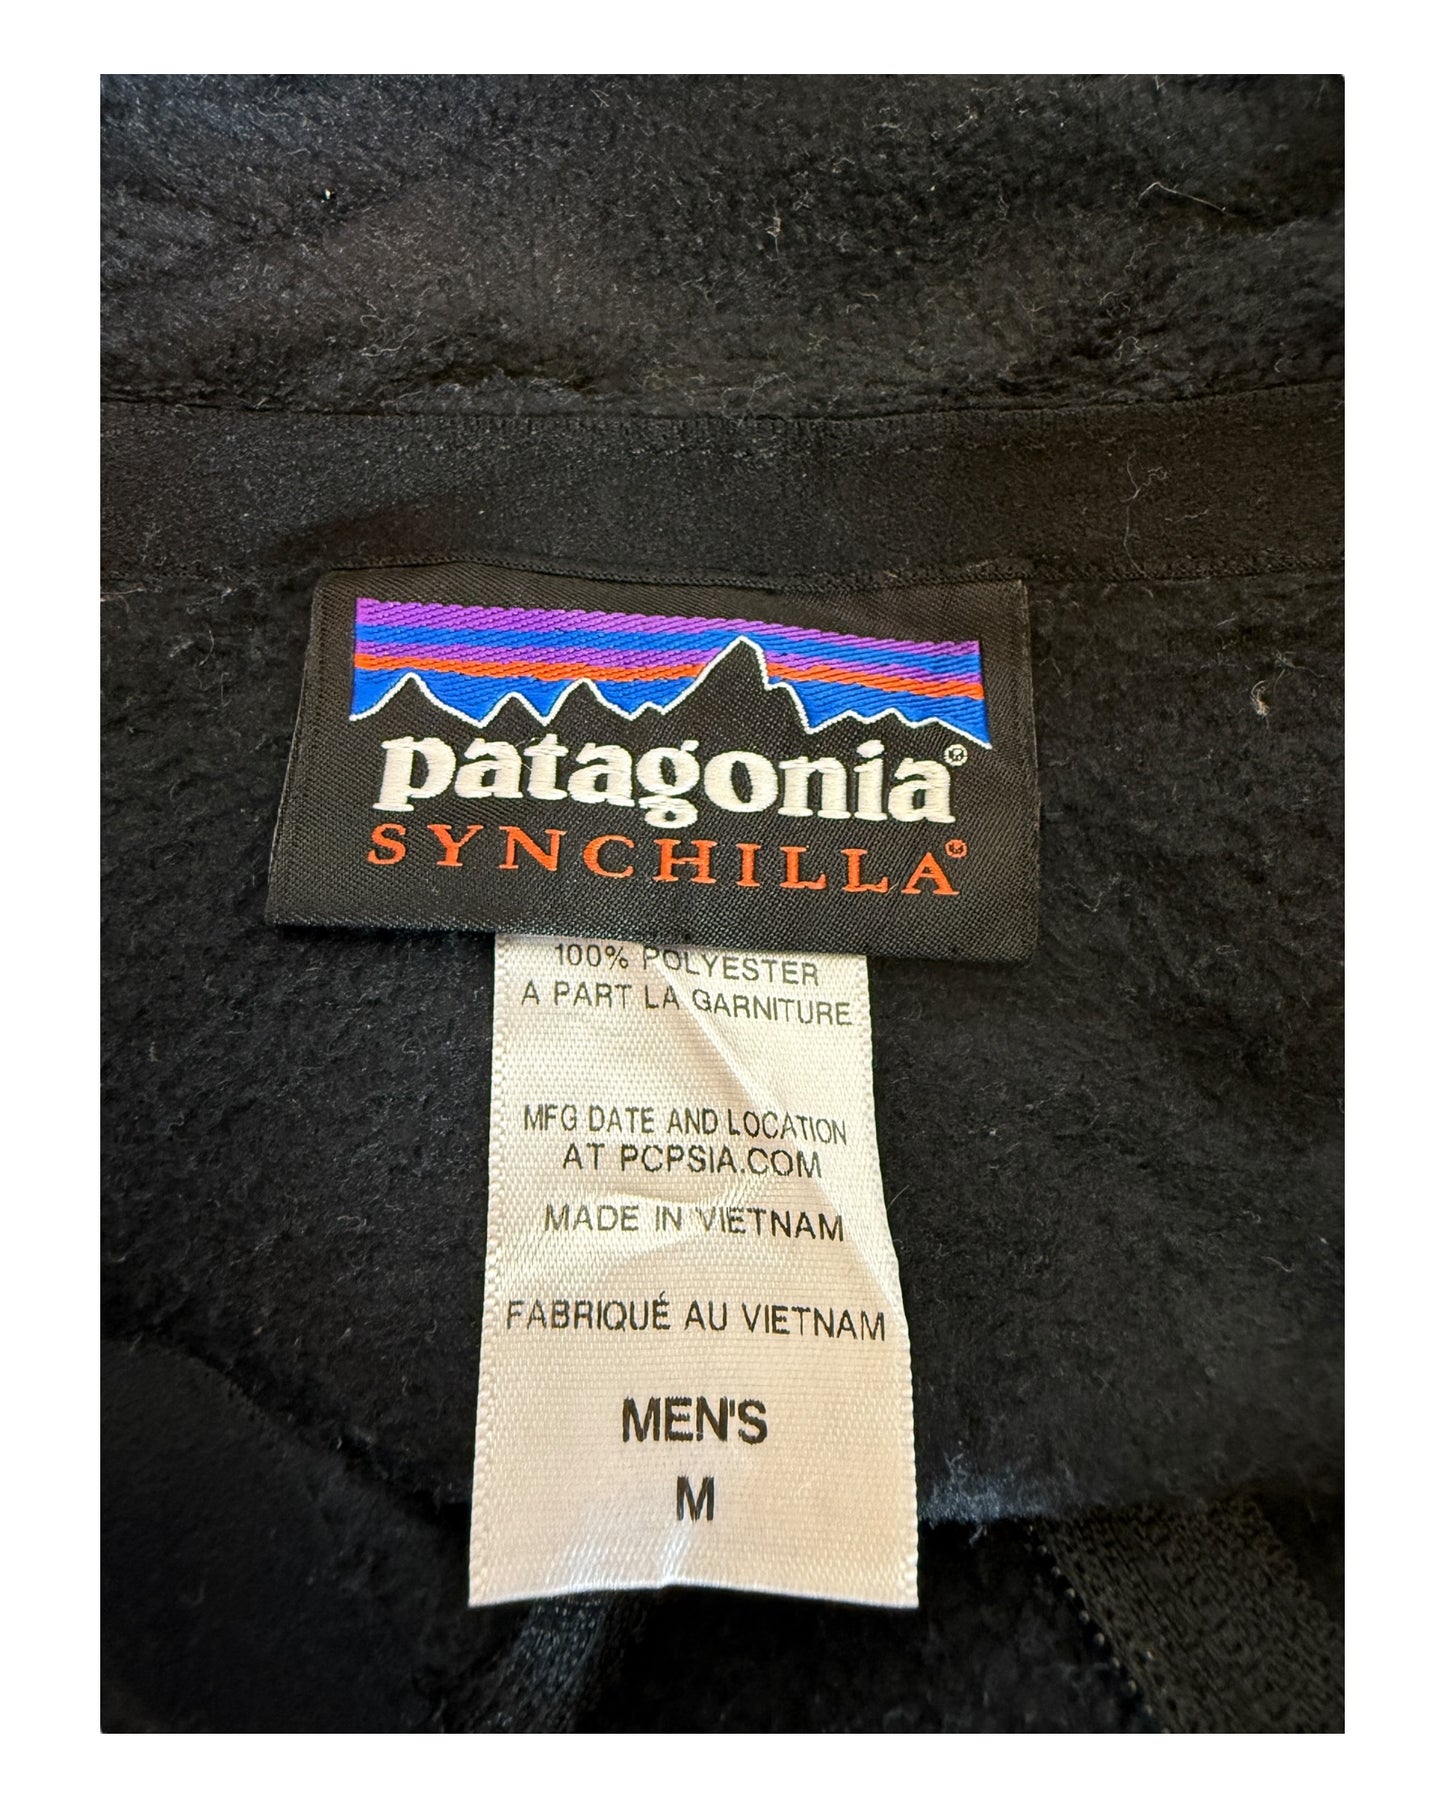 patagonia®
SYNCHILLA®
100% POLYESTER
A PART LA GARNITURE
MFG DATE AND LOCATION
AT PCPSIA.COM
MADE IN VIETNAM
FABRIQUÉ AU VIETNAM
MEN'S
M